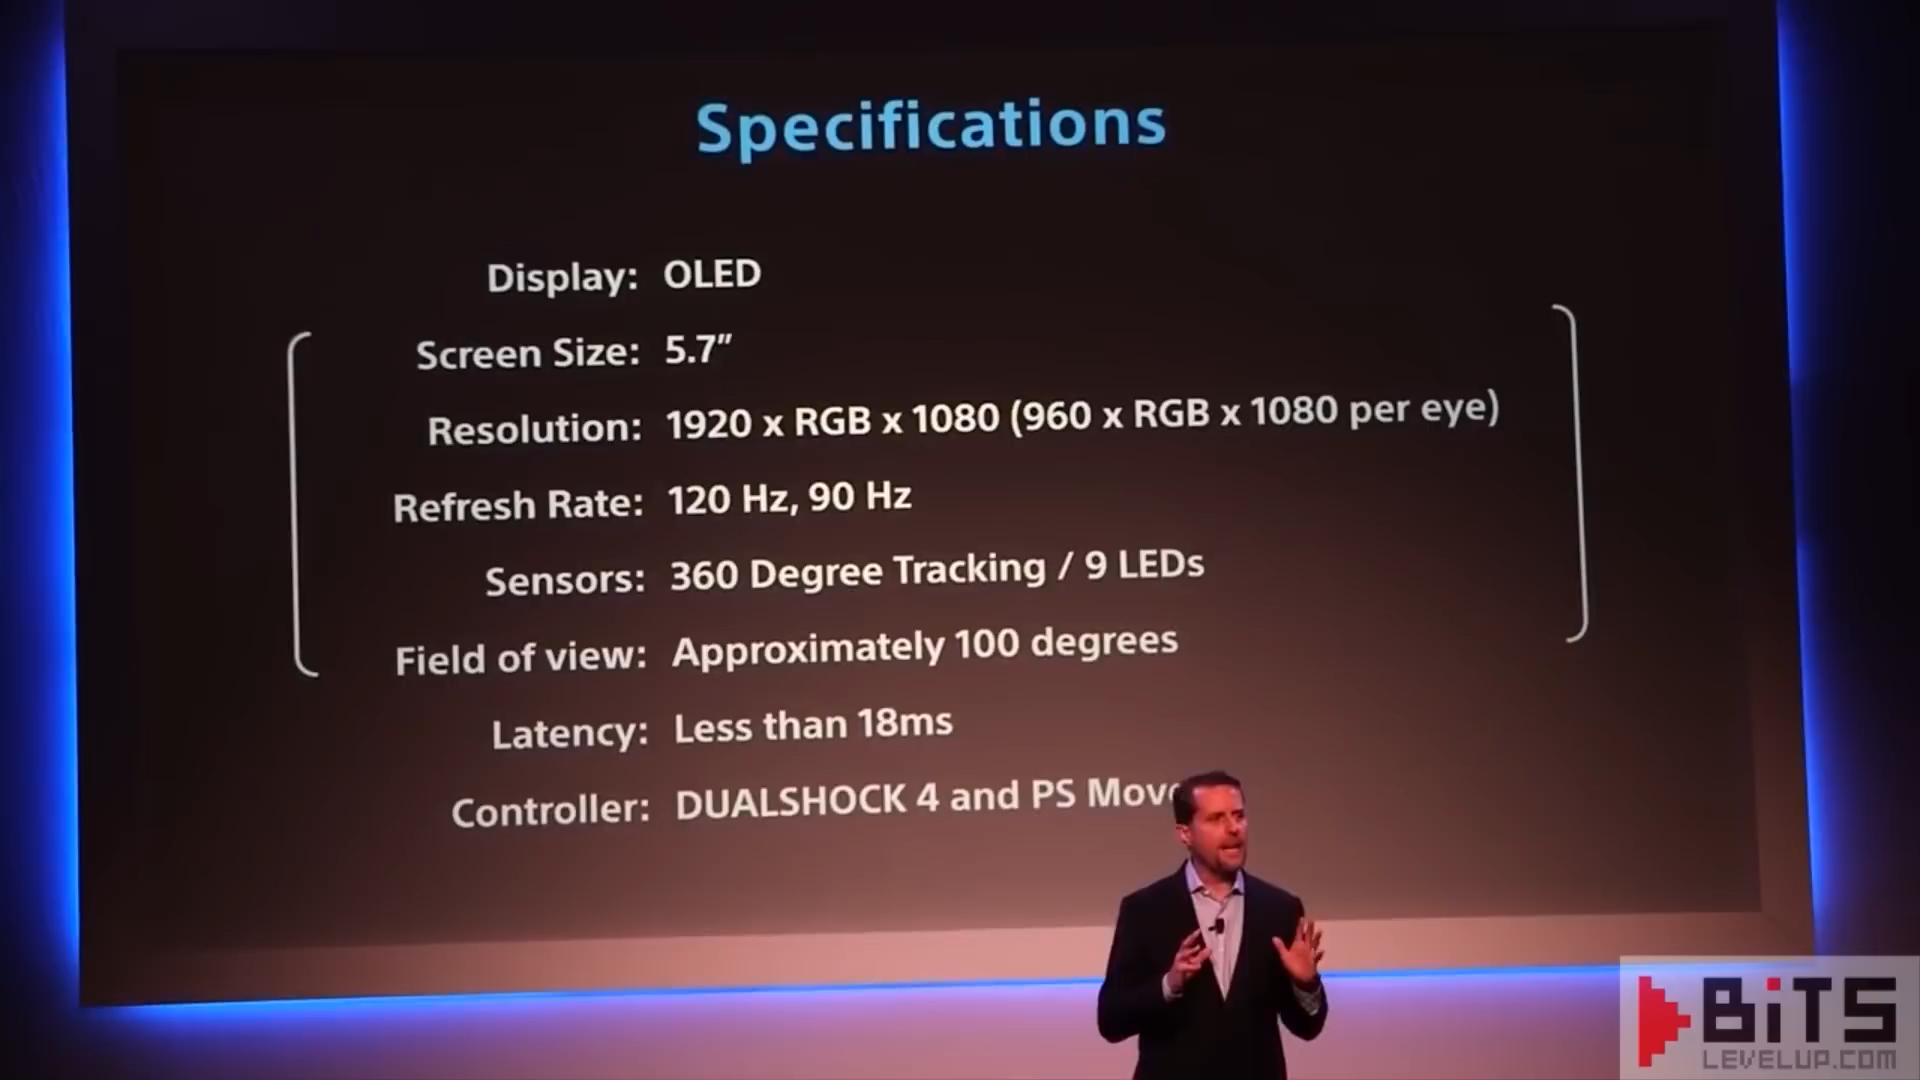 Specifications
Display: OLED
Screen Size: 5.7”
Resolution: 1920 x RGB x 1080 (960 x RGB x 1080 per eye)
Refresh Rate: 120 Hz, 90 Hz
Sensors: 360 Degree Tracking / 9 LEDs
Field of view: Approximately 100 degrees
Latency: Less than 18ms
Controller: DUALSHOCK 4 and PS Move
BiTS
LEVELUP.COM